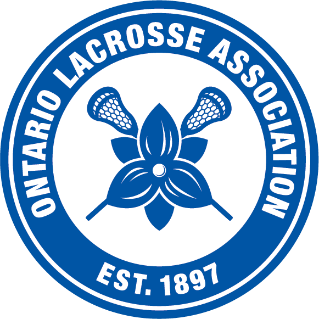 ONTARIO LACROSSE ASSOCIATION
EST. 1897